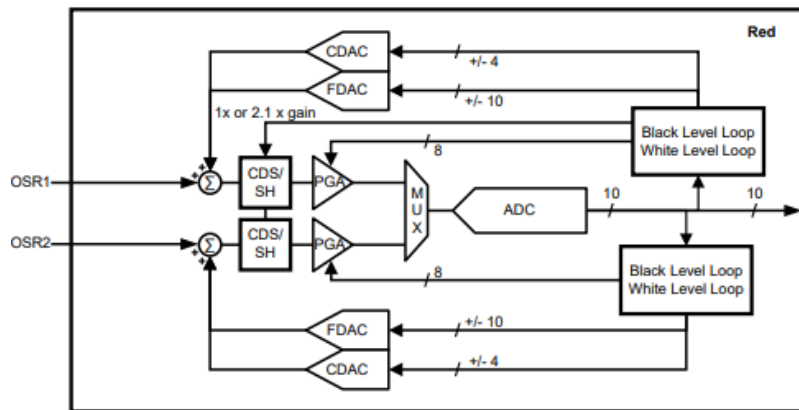 Red
CDAC
+/- 4
FDAC
+/- 10
1x or 2.1 x gain
Black Level Loop
White Level Loop
8
OSR1
+
+
Σ
CDS/
SH
PGA
M
U
X
ADC
10
10
OSR2
Σ
+
+
CDS/
SH
PGA
8
Black Level Loop
White Level Loop
FDAC
+/- 10
CDAC
+/- 4